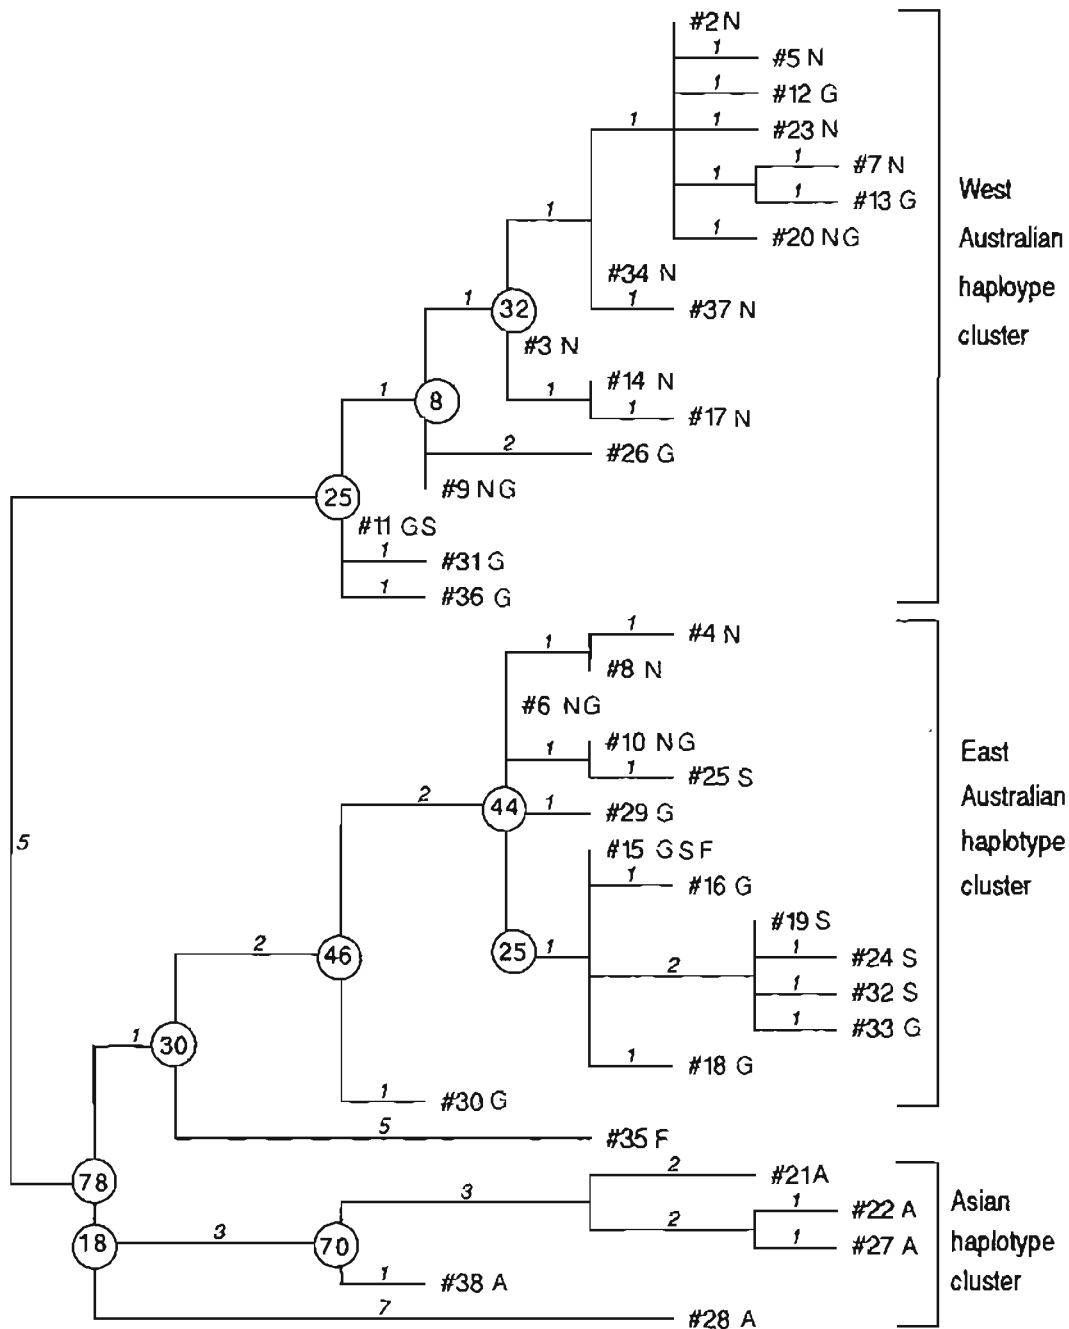 #2 N
1
#5 N
1
#12 G
1
1
#23 N
1
#7 N
1
1
#13 G
1
1
#20 NG
#34 N
1
#37 N
1
32
#3 N
#14 N
1
1
#17 N
1
8
2
#26 G
#9 NG
25
#11 GS
1
#31 G
1
#36 G
West
Australian
haploype
cluster
1
#4 N
1
#8 N
#6 NG
#10 NG
1
1
#25 S
2
44
1
#29 G
#15 GSF
1
#16 G
#19 S
25
1
1
#24 S
2
46
2
1
#32 S
1
#33 G
1
30
1
#18 G
1
#30 G
5
#35 F
East
Australian
haplotype
cluster
5
78
2
#21A
3
1
#22 A
2
18
3
70
1
#27 A
1
#38 A
7
#28 A
Asian
haplotype
cluster